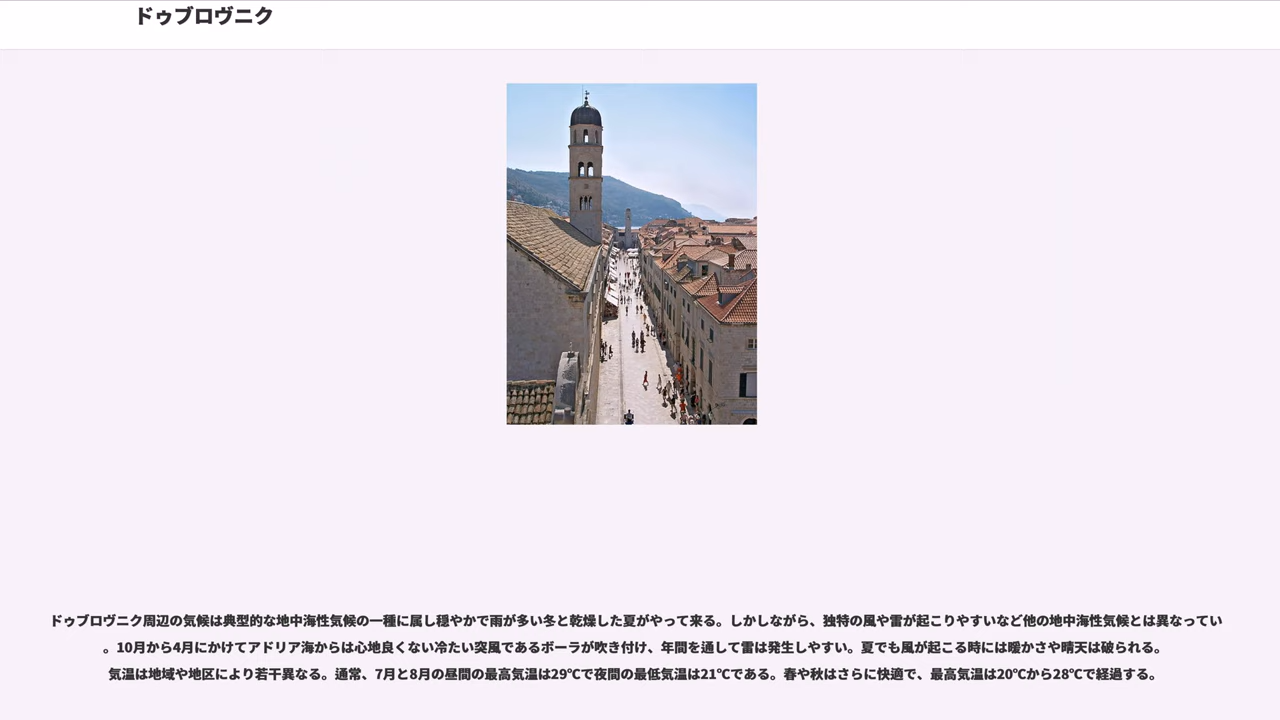 ドゥブロヴニク
ドゥブロヴニク周辺の気候は典型的な地中海性気候の一種に属し穏やかで雨が多い冬と乾燥した夏がやって来る。しかしながら、独特の風や雷が起こりやすいなど他の地中海性気候とは異なってい
。10月から4月にかけてアドリア海からは心地良くない冷たい突風であるボーラが吹き付け、年間を通して雷は発生しやすい。夏でも風が起こる時には暖かさや晴天は破られる。
気温は地域や地区により若干異なる。通常、7月と8月の昼間の最高気温は29℃で夜間の最低気温は21℃である。春や秋はさらに快適で、最高気温は20℃から28℃で経過する。